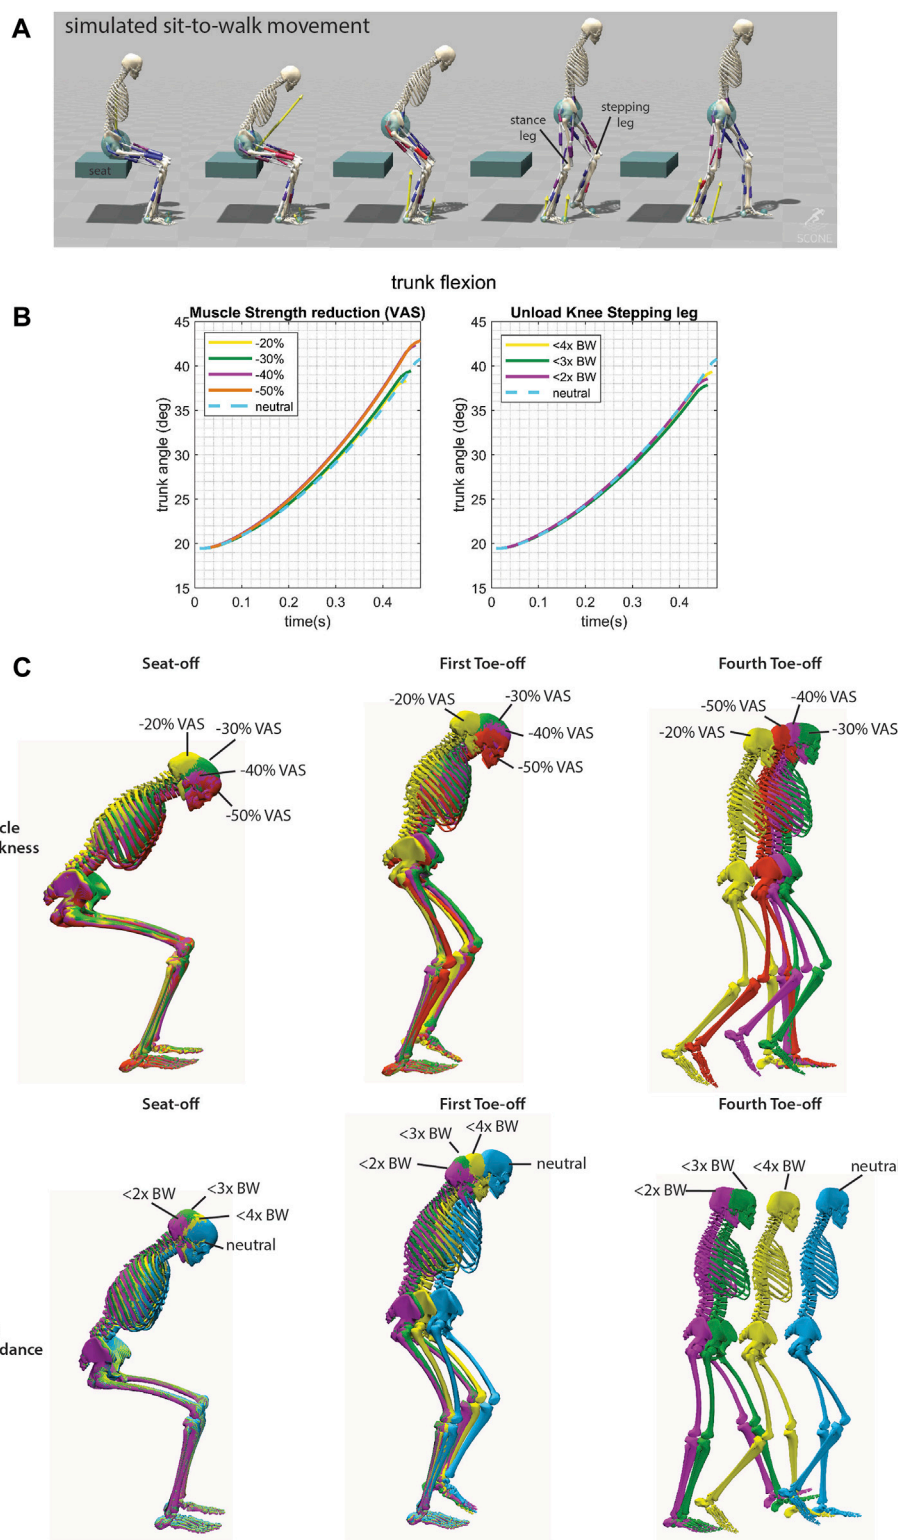 A
simulated sit-to-walk movement
stance
leg
stepping
leg
seat
SCONE
trunk flexion
B
Muscle Strength reduction (VAS)
45
40
35
30
25
20
15
trunk angle (deg)
-20%
-30%
-40%
-50%
neutral
0
0.1
0.2
0.3
0.4
time(s)
Unload Knee Stepping leg
45
40
35
30
25
20
15
trunk angle (deg)
<4x BW
<3x BW
<2x BW
neutral
0
0.1
0.2
0.3
0.4
time(s)
C
Seat-off
First Toe-off
Fourth Toe-off
-20% VAS
-30% VAS
-40% VAS
-50% VAS
-20% VAS
-30% VAS
-40% VAS
-50% VAS
-40% VAS
-50% VAS
-20% VAS
-30% VAS
cle
kness
Seat-off
First Toe-off
Fourth Toe-off
<2x BW
<3x BW
<4x BW
neutral
<3x BW
<4x BW
<2x BW
neutral
<3x BW
<4x BW
neutral
<2x BW
dance